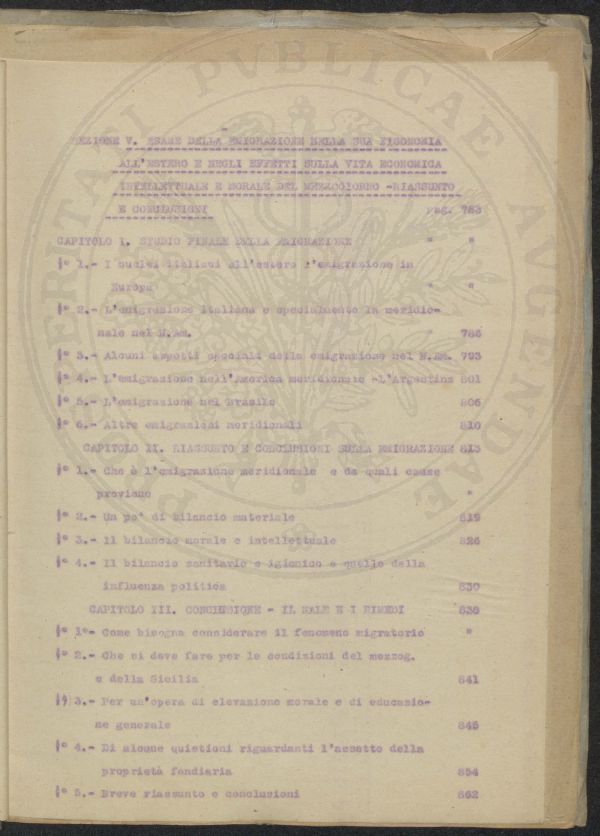 SEZIONE V. ESAME DELLA EMIGRAZIONE NELLA SUA FISONOMIA
ALL'ESTERO E NEGLI EFFETTI SULLA VITA ECONOMICA
INTELLETTUALE E MORALE DEL MEZZOGIORNO -RIASSUNTO
E CONCLUSIONI pag. 783
CAPITOLO I. STUDIO FINALE DELLA EMIGRAZIONE " "
§° 1.- I nuclei italiani all'estero l'emigrazione in
Europa " "
§° 2.- L'emigrazione italiana e specialmente la meridio-
nale nel N.Am. 786
§° 3.- Alcuni aspetti speciali della emigrazione nel N.Am. 793
§° 4.- L'emigrazione nell'America meridionale -L'Argentina 801
§° 5.- L'emigrazione nel Brasile 806
§° 6.- Altre emigrazioni meridionali 810
CAPITOLO II. RIASSUNTO E CONCLUSIONI SULLA EMIGRAZIONE 813
§° 1.- Che è l'emigrazione meridionale e da quali cause
proviene "
§° 2.- Un po' di bilancio materiale 819
§° 3.- Il bilancio morale e intellettuale 826
§° 4.- Il bilancio sanitario e igienico e quello della
influenza politica 830
CAPITOLO III. CONCLUSIONE - IL MALE E I RIMEDI 838
§° 1°- Come bisogna considerare il fenomeno migratorio "
§° 2.- Che si deve fare per le condizioni del mezzog.
e della Sicilia 841
§° 3.- Per un'opera di elevazione morale e di educazio-
ne generale 845
§° 4.- Di alcune quistioni riguardanti l'assetto della
proprietà fondiaria 854
§° 5.- Breve riassunto e conclusioni 862
PROSPERITATI PVBLICAE AVGENDAE